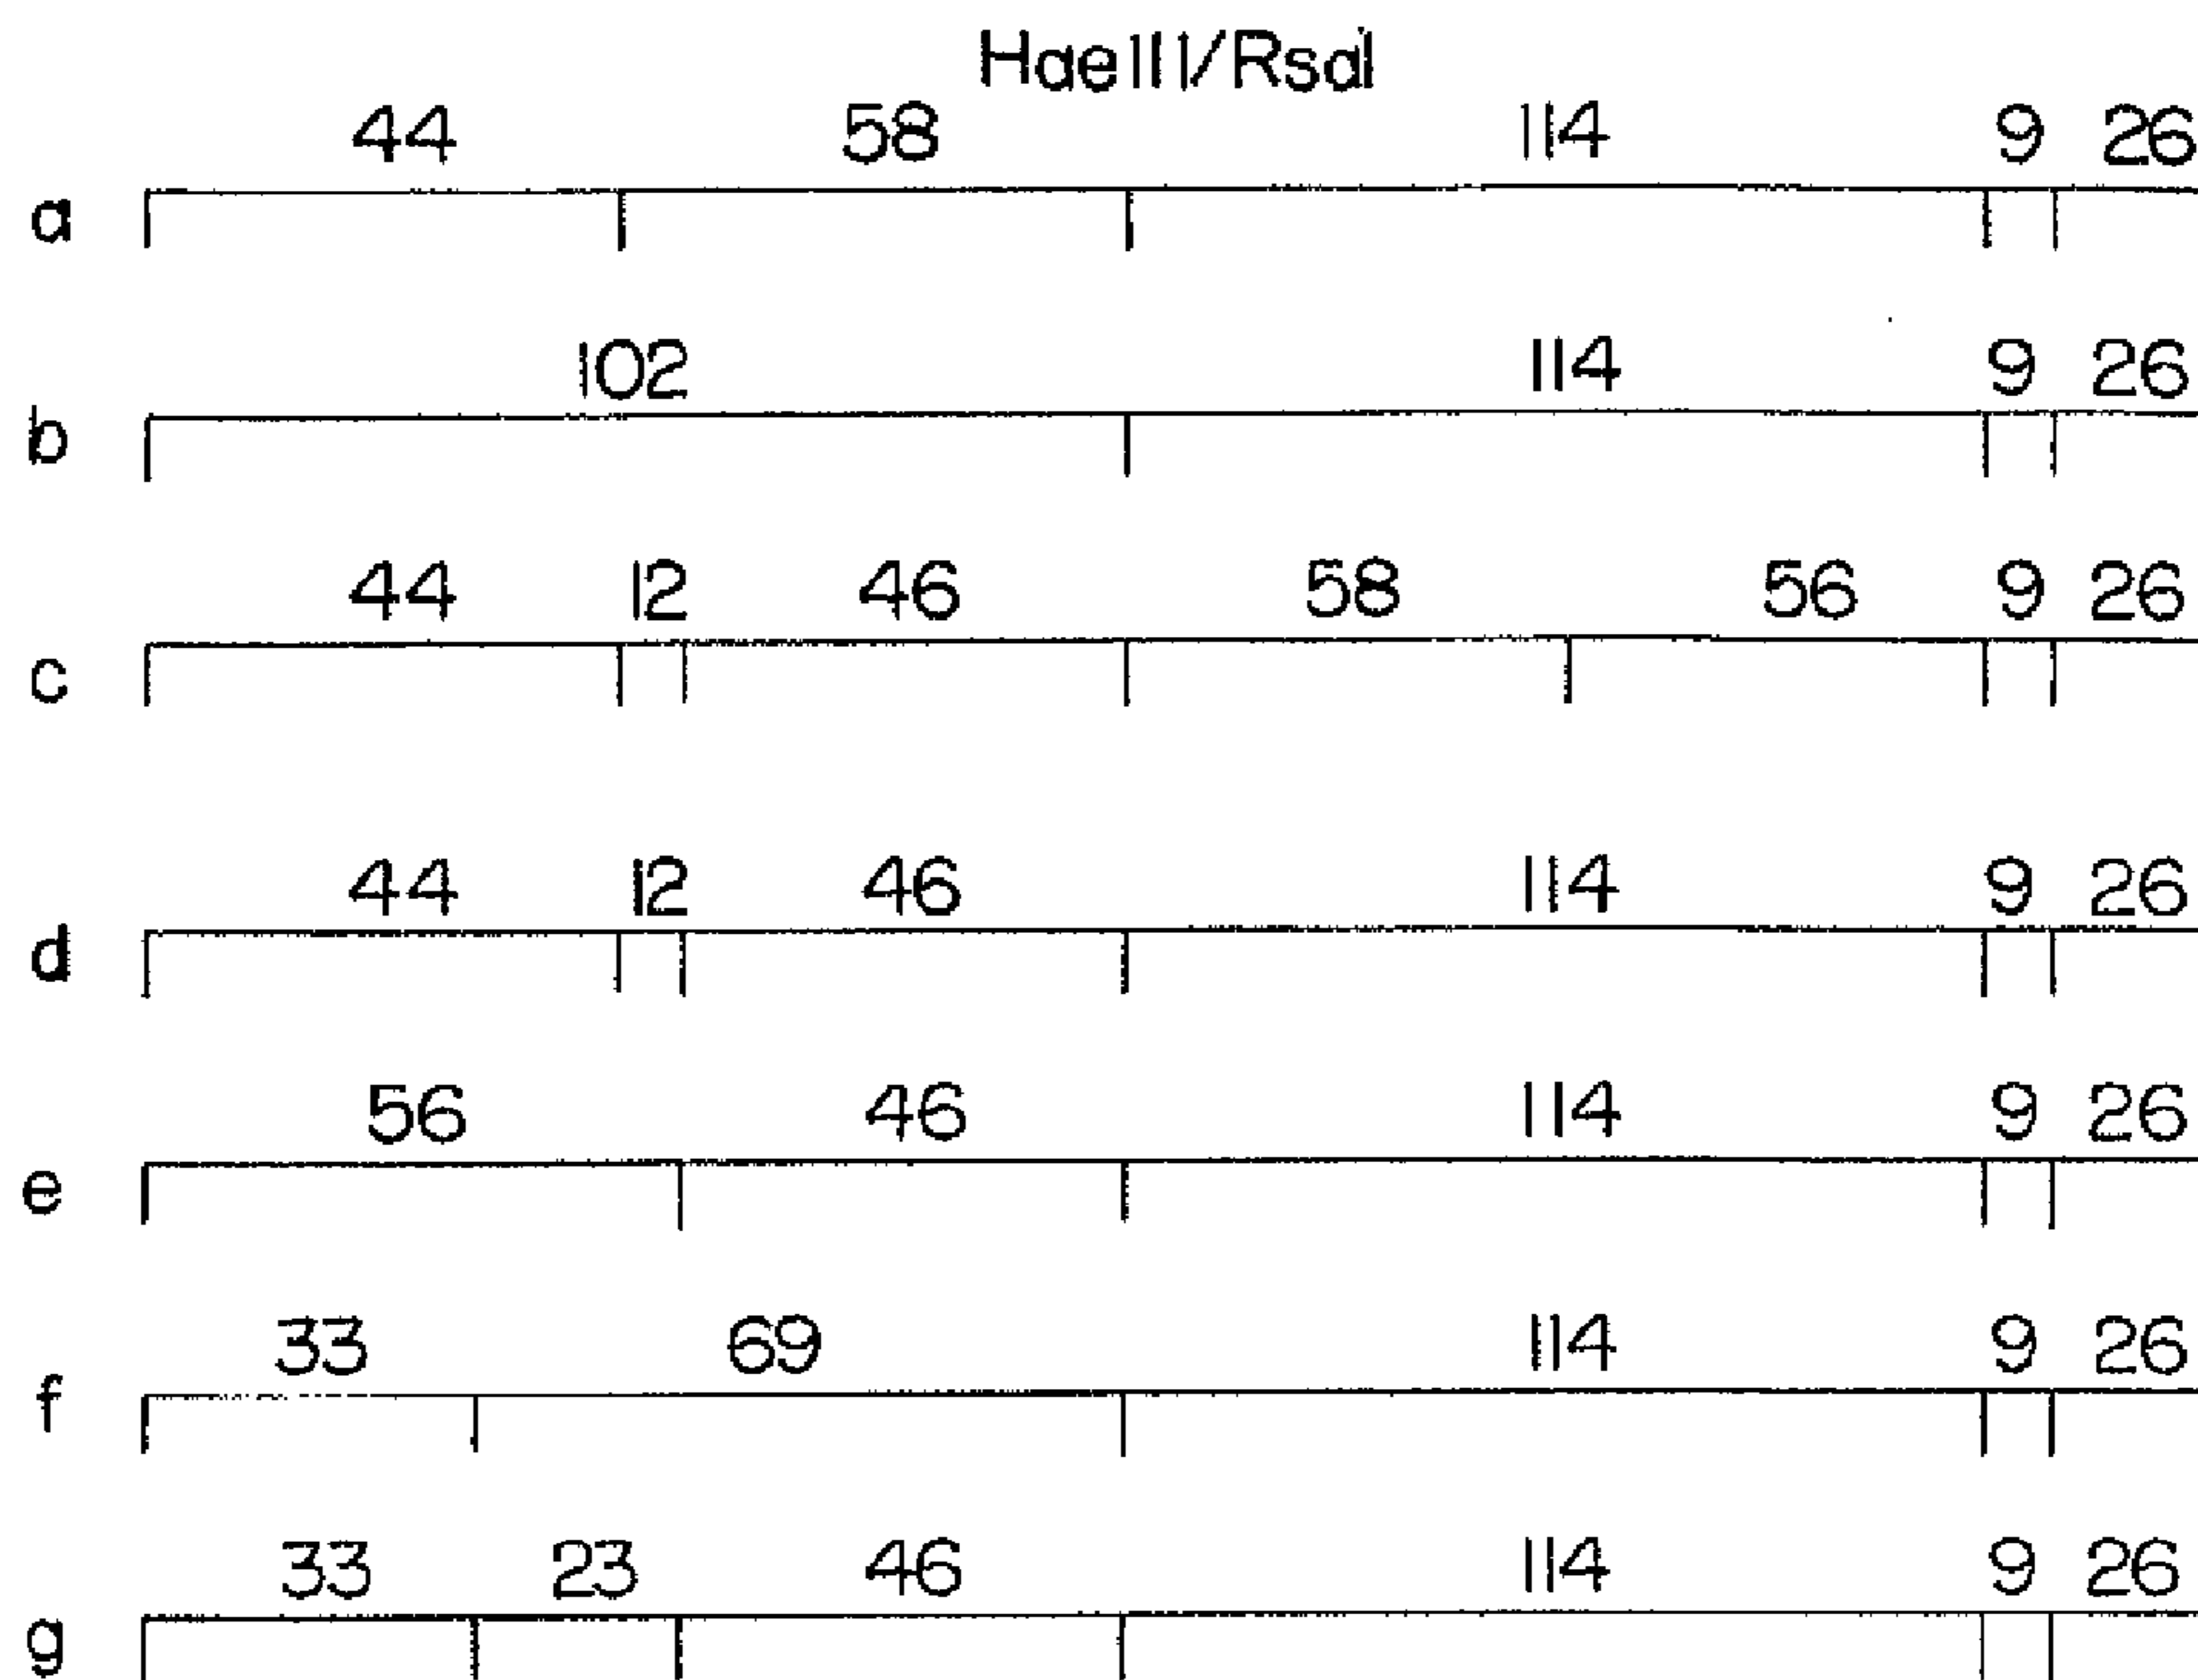 HaeIII/RsaI
44 58 114 9 26
a
102 114 9 26
b
44 12 46 58 56 9 26
c
44 12 46 114 9 26
d
56 46 114 9 26
e
33 69 114 9 26
f
33 23 46 114 9 26
g